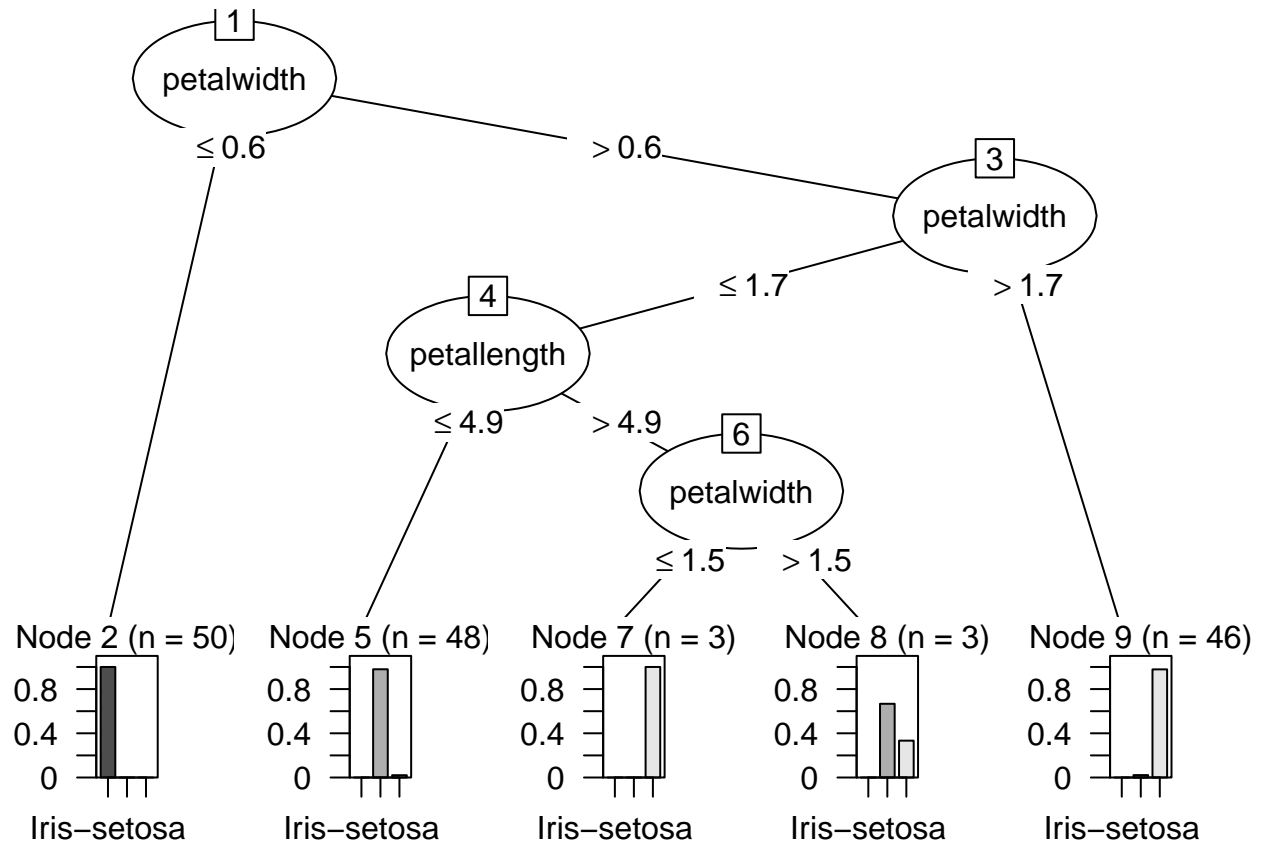 1
petalwidth
≤ 0.6
> 0.6
3
petalwidth
≤ 1.7
> 1.7
4
petallength
≤ 4.9
> 4.9
6
petalwidth
≤ 1.5
> 1.5
Node 2 (n = 50)
0.8
0.4
0
Iris−setosa
Node 5 (n = 48)
0.8
0.4
0
Iris−setosa
Node 7 (n = 3)
0.8
0.4
0
Iris−setosa
Node 8 (n = 3)
0.8
0.4
0
Iris−setosa
Node 9 (n = 46)
0.8
0.4
0
Iris−setosa